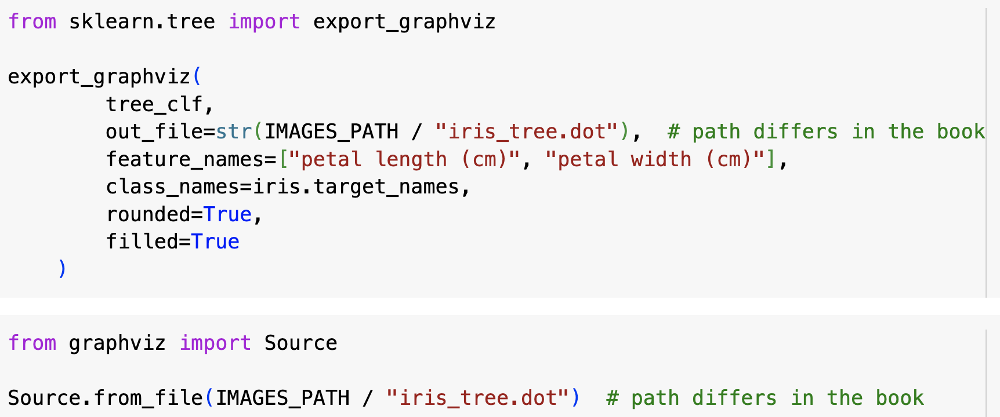 from sklearn.tree import export_graphviz
export_graphviz(
tree_clf,
out_file=str(IMAGES_PATH / "iris_tree.dot"),  # path differs in the book
feature_names=["petal length (cm)", "petal width (cm)"],
class_names=iris.target_names,
rounded=True,
filled=True
)
from graphviz import Source
Source.from_file(IMAGES_PATH / "iris_tree.dot")  # path differs in the book